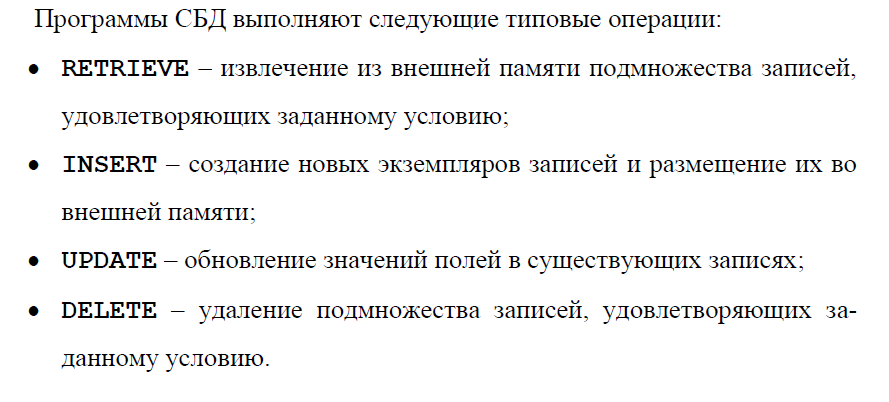 Программы СБД выполняют следующие типовые операции:
● RETRIEVE – извлечение из внешней памяти подмножества записей,
удовлетворяющих заданному условию;
● INSERT – создание новых экземпляров записей и размещение их во
внешней памяти;
● UPDATE – обновление значений полей в существующих записях;
● DELETE – удаление подмножества записей, удовлетворяющих за-
данному условию.